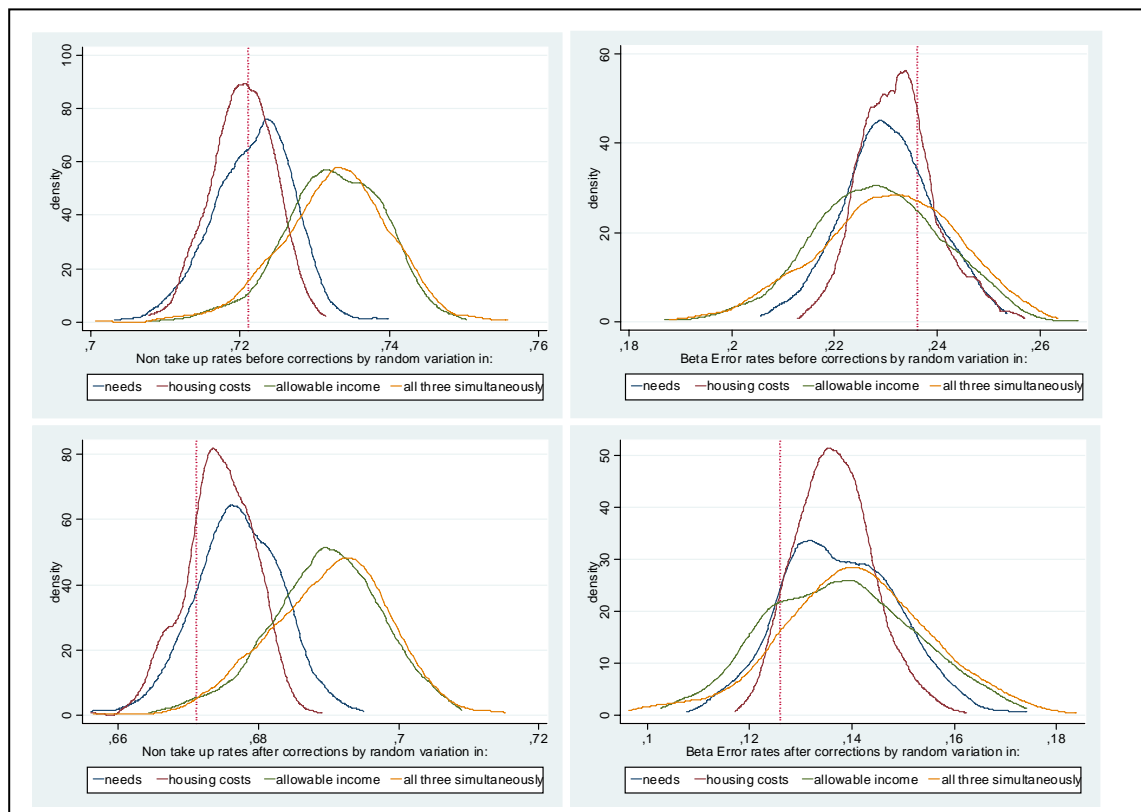 100
80
60
40
20
0
density
,7 ,72 ,74 ,76
Non take up rates before corrections by random variation in:
needs housing costs allowable income all three simultaneously
60
40
20
0
density
,18 ,2 ,22 ,24 ,26
Beta Error rates before corrections by random variation in:
needs housing costs allowable income all three simultaneously
80
60
40
20
0
density
,66 ,68 ,7 ,72
Non take up rates after corrections by random variation in:
needs housing costs allowable income all three simultaneously
50
40
30
20
10
0
density
,1 ,12 ,14 ,16 ,18
Beta Error rates after corrections by random variation in:
needs housing costs allowable income all three simultaneously